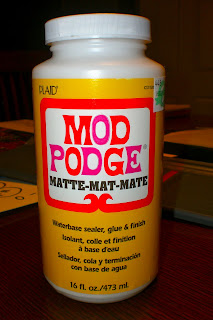 PLAID®
MOD
PODGE®
MATTE-MAT-MATE
Waterbase sealer, glue & finish
Isolant, colle et finition
à base d'eau
Sellador, cola y terminación
con base de agua
16 fl. oz./473 ml.